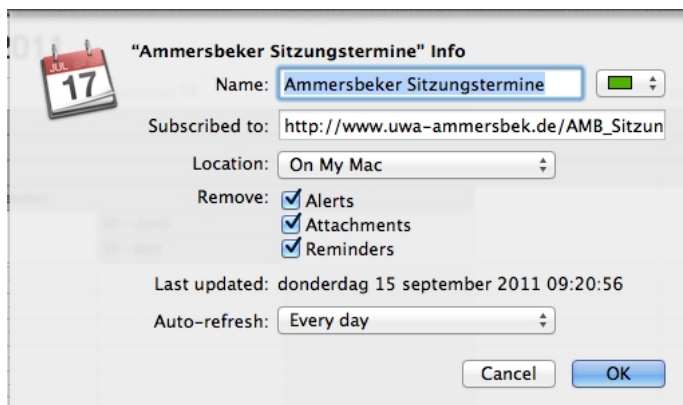 2011
"Ammersbeker Sitzungstermine" Info
JUL
17
Name: Ammersbeker Sitzungstermine
Subscribed to: http://www.uwa-ammersbek.de/AMB_Sitzun
Location: On My Mac
Remove: Alerts
Attachments
Reminders
Last updated: donderdag 15 september 2011 09:20:56
Auto-refresh: Every day
Cancel OK